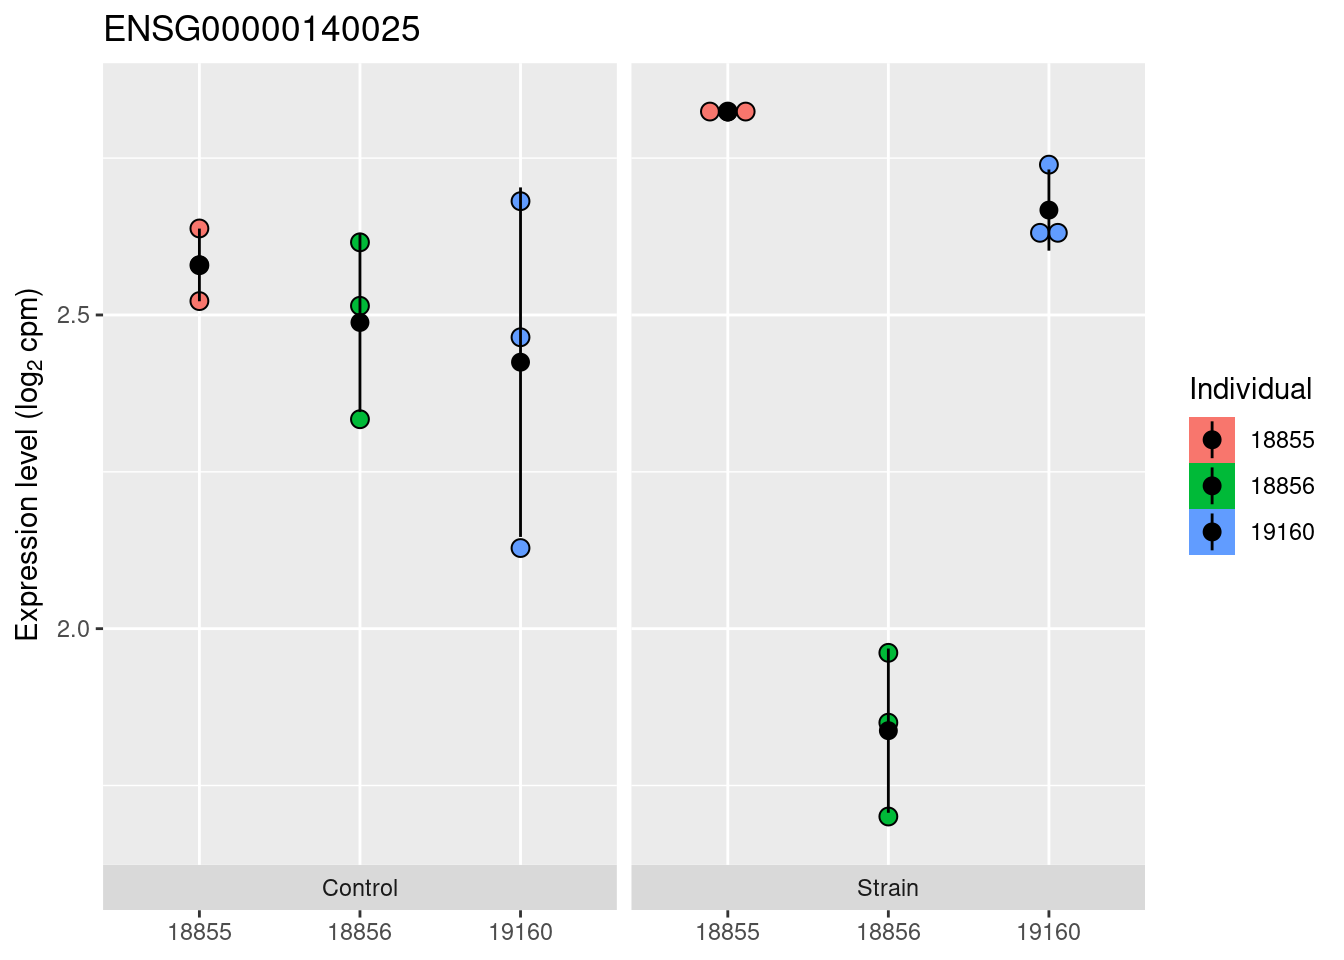 ENSG00000140025
Expression level (log₂ cpm)
2.5
2.0
Control
Strain
18855 18856 19160
18855 18856 19160
Individual
18855
18856
19160